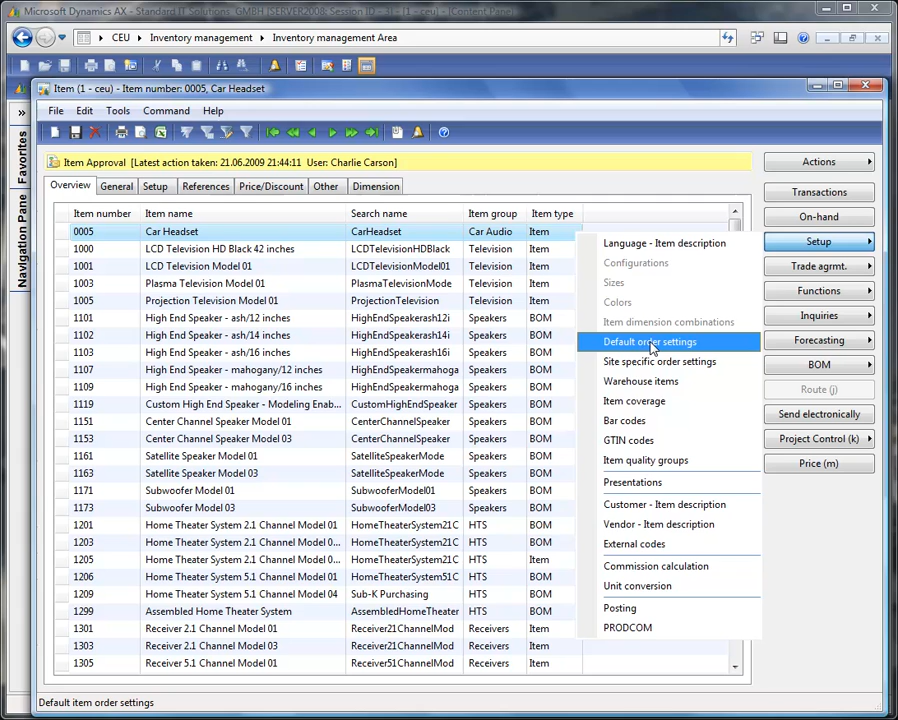 Microsoft Dynamics AX - Standard IT Solutions, GMBH [SERVER2008: Session ID - 3] - [1 - ceu] - [Content Pane]
CEU
Inventory management
Inventory management Area
Item (1 - ceu) - Item number: 0005, Car Headset
File
Edit
Tools
Command
Help
Item Approval [Latest action taken: 21.06.2009 21:44:11 User: Charlie Carson]
Overview
General
Setup
References
Price/Discount
Other
Dimension
Item number Item name Search name Item group Item type
0005 Car Headset CarHeadset Car Audio Item
1000 LCD Television HD Black 42 inches LCDTelevisionHDBlack Television Item
1001 LCD Television Model 01 LCDTelevisionModel01 Television Item
1003 Plasma Television Model 01 PlasmaTelevisionMode Television Item
1005 Projection Television Model 01 ProjectionTelevision Television Item
1101 High End Speaker - ash/12 inches HighEndSpeakerash12i Speakers BOM
1102 High End Speaker - ash/14 inches HighEndSpeakerash14i Speakers BOM
1103 High End Speaker - ash/16 inches HighEndSpeakerash16i Speakers BOM
1107 High End Speaker - mahogany/12 inches HighEndSpeakermahoga Speakers BOM
1109 High End Speaker - mahogany/16 inches HighEndSpeakermahoga Speakers BOM
1119 Custom High End Speaker - Modeling Enab... CustomHighEndSpeaker Speakers BOM
1151 Center Channel Speaker Model 01 CenterChannelSpeaker Speakers BOM
1153 Center Channel Speaker Model 03 CenterChannelSpeaker Speakers BOM
1161 Satellite Speaker Model 01 SatelliteSpeakerMode Speakers BOM
1163 Satellite Speaker Model 03 SatelliteSpeakerMode Speakers BOM
1171 Subwoofer Model 01 SubwooferModel01 Speakers BOM
1173 Subwoofer Model 03 SubwooferModel03 Speakers BOM
1201 Home Theater System 2.1 Channel Model 01 HomeTheaterSystem21C HTS BOM
1203 Home Theater System 2.1 Channel Model 0... HomeTheaterSystem21C HTS BOM
1205 Home Theater System 2.1 Channel Model 0... HomeTheaterSystem21C HTS Item
1206 Home Theater System 5.1 Channel Model 01 HomeTheaterSystem51C HTS BOM
1209 Home Theater System 5.1 Channel Model 04 Sub-K Purchasing HTS BOM
1299 Assembled Home Theater System AssembledHomeTheater HTS BOM
1301 Receiver 2.1 Channel Model 01 Receiver21ChannelMod Receivers Item
1303 Receiver 2.1 Channel Model 03 Receiver21ChannelMod Receivers Item
1305 Receiver 5.1 Channel Model 01 Receiver51ChannelMod Receivers Item
Language - Item description
Configurations
Sizes
Colors
Item dimension combinations
Default order settings
Site specific order settings
Warehouse items
Item coverage
Bar codes
GTIN codes
Item quality groups
Presentations
Customer - Item description
Vendor - Item description
External codes
Commission calculation
Unit conversion
Posting
PRODCOM
Actions
Transactions
On-hand
Setup
Trade agrmt.
Functions
Inquiries
Forecasting
BOM
Route (j)
Send electronically
Project Control (k)
Price (m)
Favorites
Navigation Pane
Default item order settings